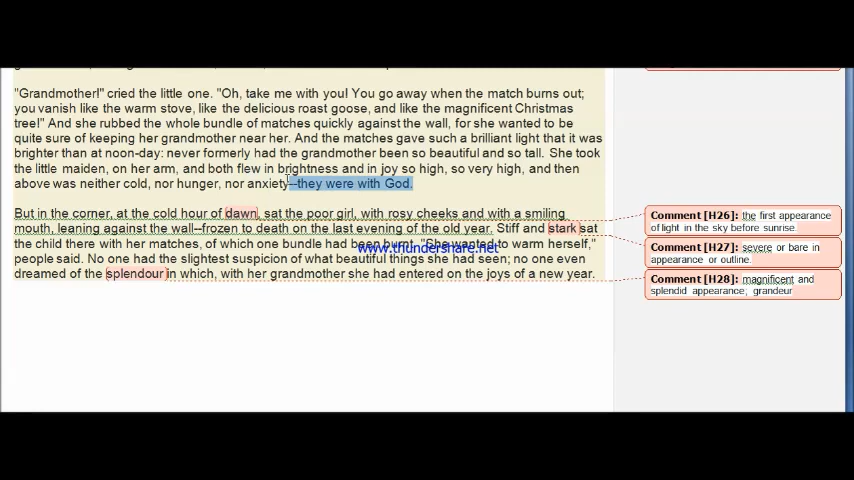 "Grandmother!" cried the little one. "Oh, take me with you! You go away when the match burns out;
you vanish like the warm stove, like the delicious roast goose, and like the magnificent Christmas
tree!" And she rubbed the whole bundle of matches quickly against the wall, for she wanted to be
quite sure of keeping her grandmother near her. And the matches gave such a brilliant light that it was
brighter than at noon-day: never formerly had the grandmother been so beautiful and so tall. She took
the little maiden, on her arm, and both flew in brightness and in joy so high, so very high, and then
above was neither cold, nor hunger, nor anxiety--they were with God.
But in the corner, at the cold hour of dawn, sat the poor girl, with rosy cheeks and with a smiling
mouth, leaning against the wall--frozen to death on the last evening of the old year. Stiff and stark sat
the child there with her matches, of which one bundle had been burnt. "She wanted to warm herself,"
www.thundershare.net
people said. No one had the slightest suspicion of what beautiful things she had seen; no one even
dreamed of the splendour in which, with her grandmother she had entered on the joys of a new year.
Comment [H26]: the first appearance
of light in the sky before sunrise.
Comment [H27]: severe or bare in
appearance or outline.
Comment [H28]: magnificent and
splendid appearance; grandeur